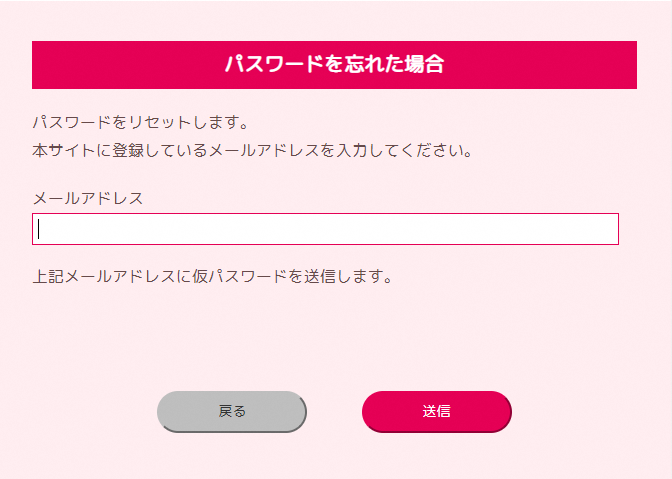 パスワードを忘れた場合
パスワードをリセットします。
本サイトに登録しているメールアドレスを入力してください。
メールアドレス
上記メールアドレスに仮パスワードを送信します。
戻る
送信